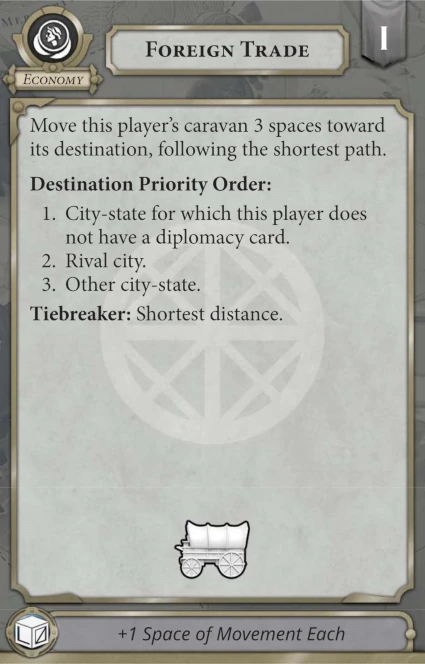 FOREIGN TRADE
I
ECONOMY
Move this player's caravan 3 spaces toward
its destination, following the shortest path.
Destination Priority Order:
1. City-state for which this player does
not have a diplomacy card.
2. Rival city.
3. Other city-state.
Tiebreaker: Shortest distance.
+1 Space of Movement Each